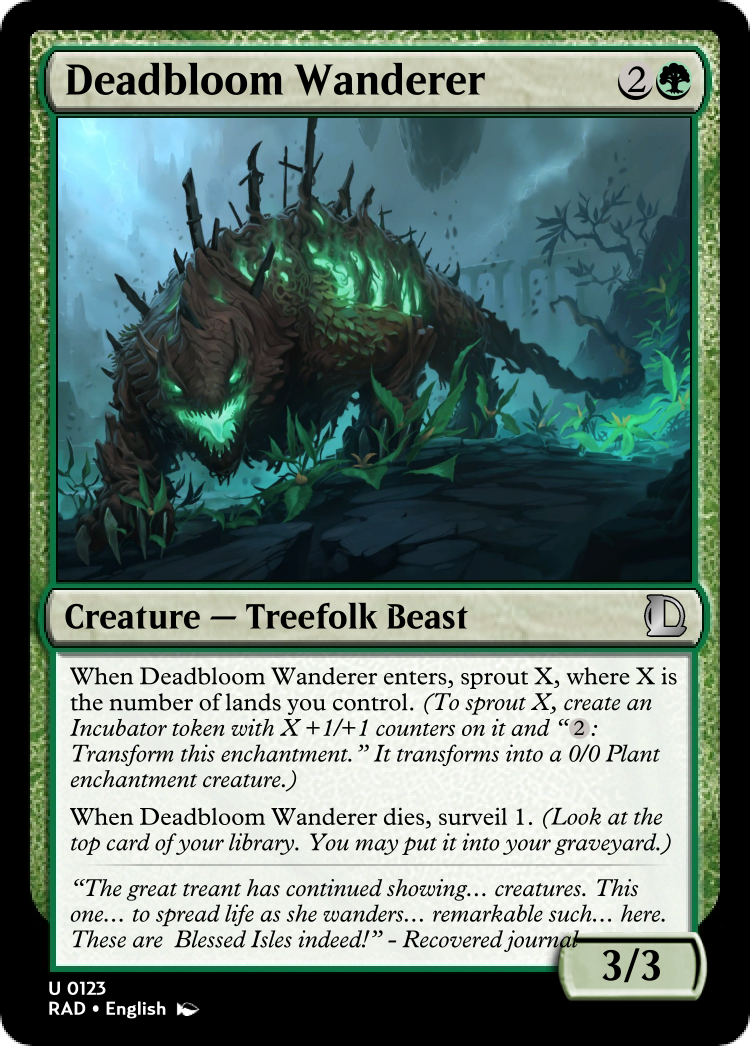 Deadbloom Wanderer 2
Creature — Treefolk Beast
When Deadbloom Wanderer enters, sprout X, where X is
the number of lands you control. (To sprout X, create an
Incubator token with X +1/+1 counters on it and “2:
Transform this enchantment.” It transforms into a 0/0 Plant
enchantment creature.)
When Deadbloom Wanderer dies, surveil 1. (Look at the
top card of your library. You may put it into your graveyard.)
“The great treant has continued showing... creatures. This
one... to spread life as she wanders... remarkable such... here.
These are  Blessed Isles indeed!” - Recovered journal
3/3
U 0123
RAD • English